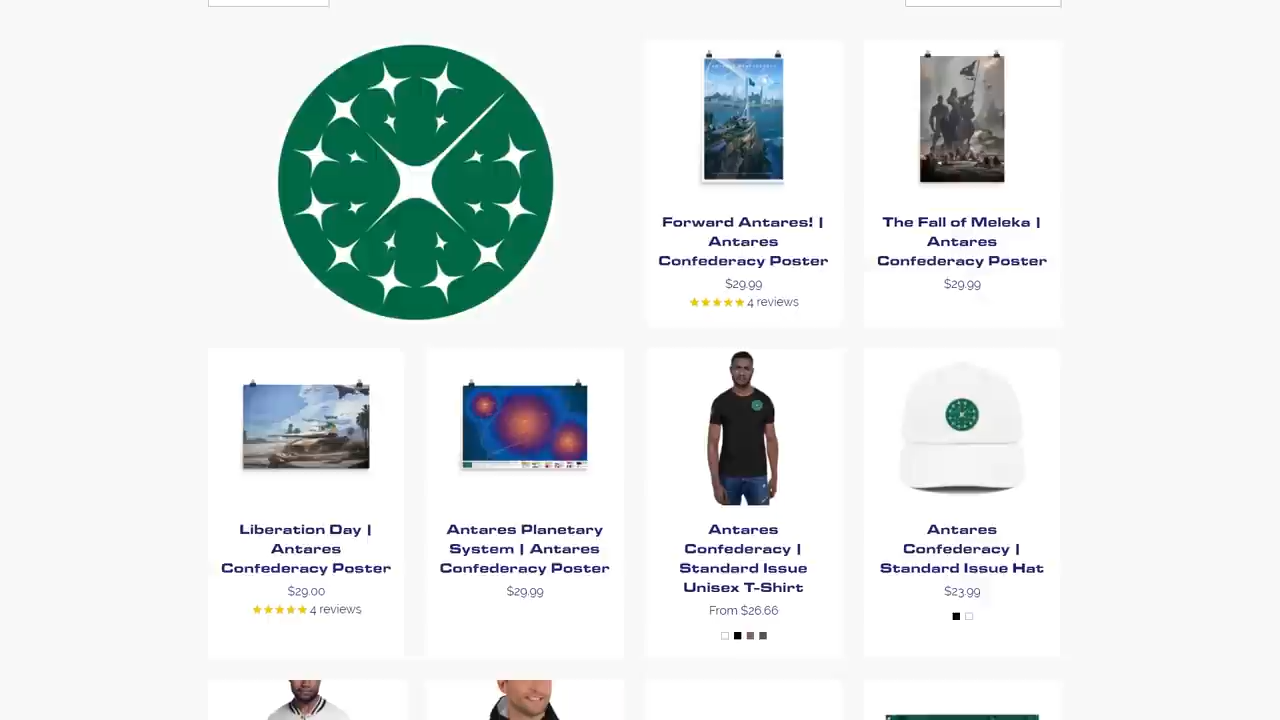 Forward Antares! |
Antares
Confederacy Poster
$29.99
4 reviews
The Fall of Meleka |
Antares
Confederacy Poster
$29.99
Liberation Day |
Antares
Confederacy Poster
$29.00
4 reviews
Antares Planetary
System | Antares
Confederacy Poster
$29.99
Antares
Confederacy |
Standard Issue
Unisex T-Shirt
From $26.66
Antares
Confederacy |
Standard Issue Hat
$23.99